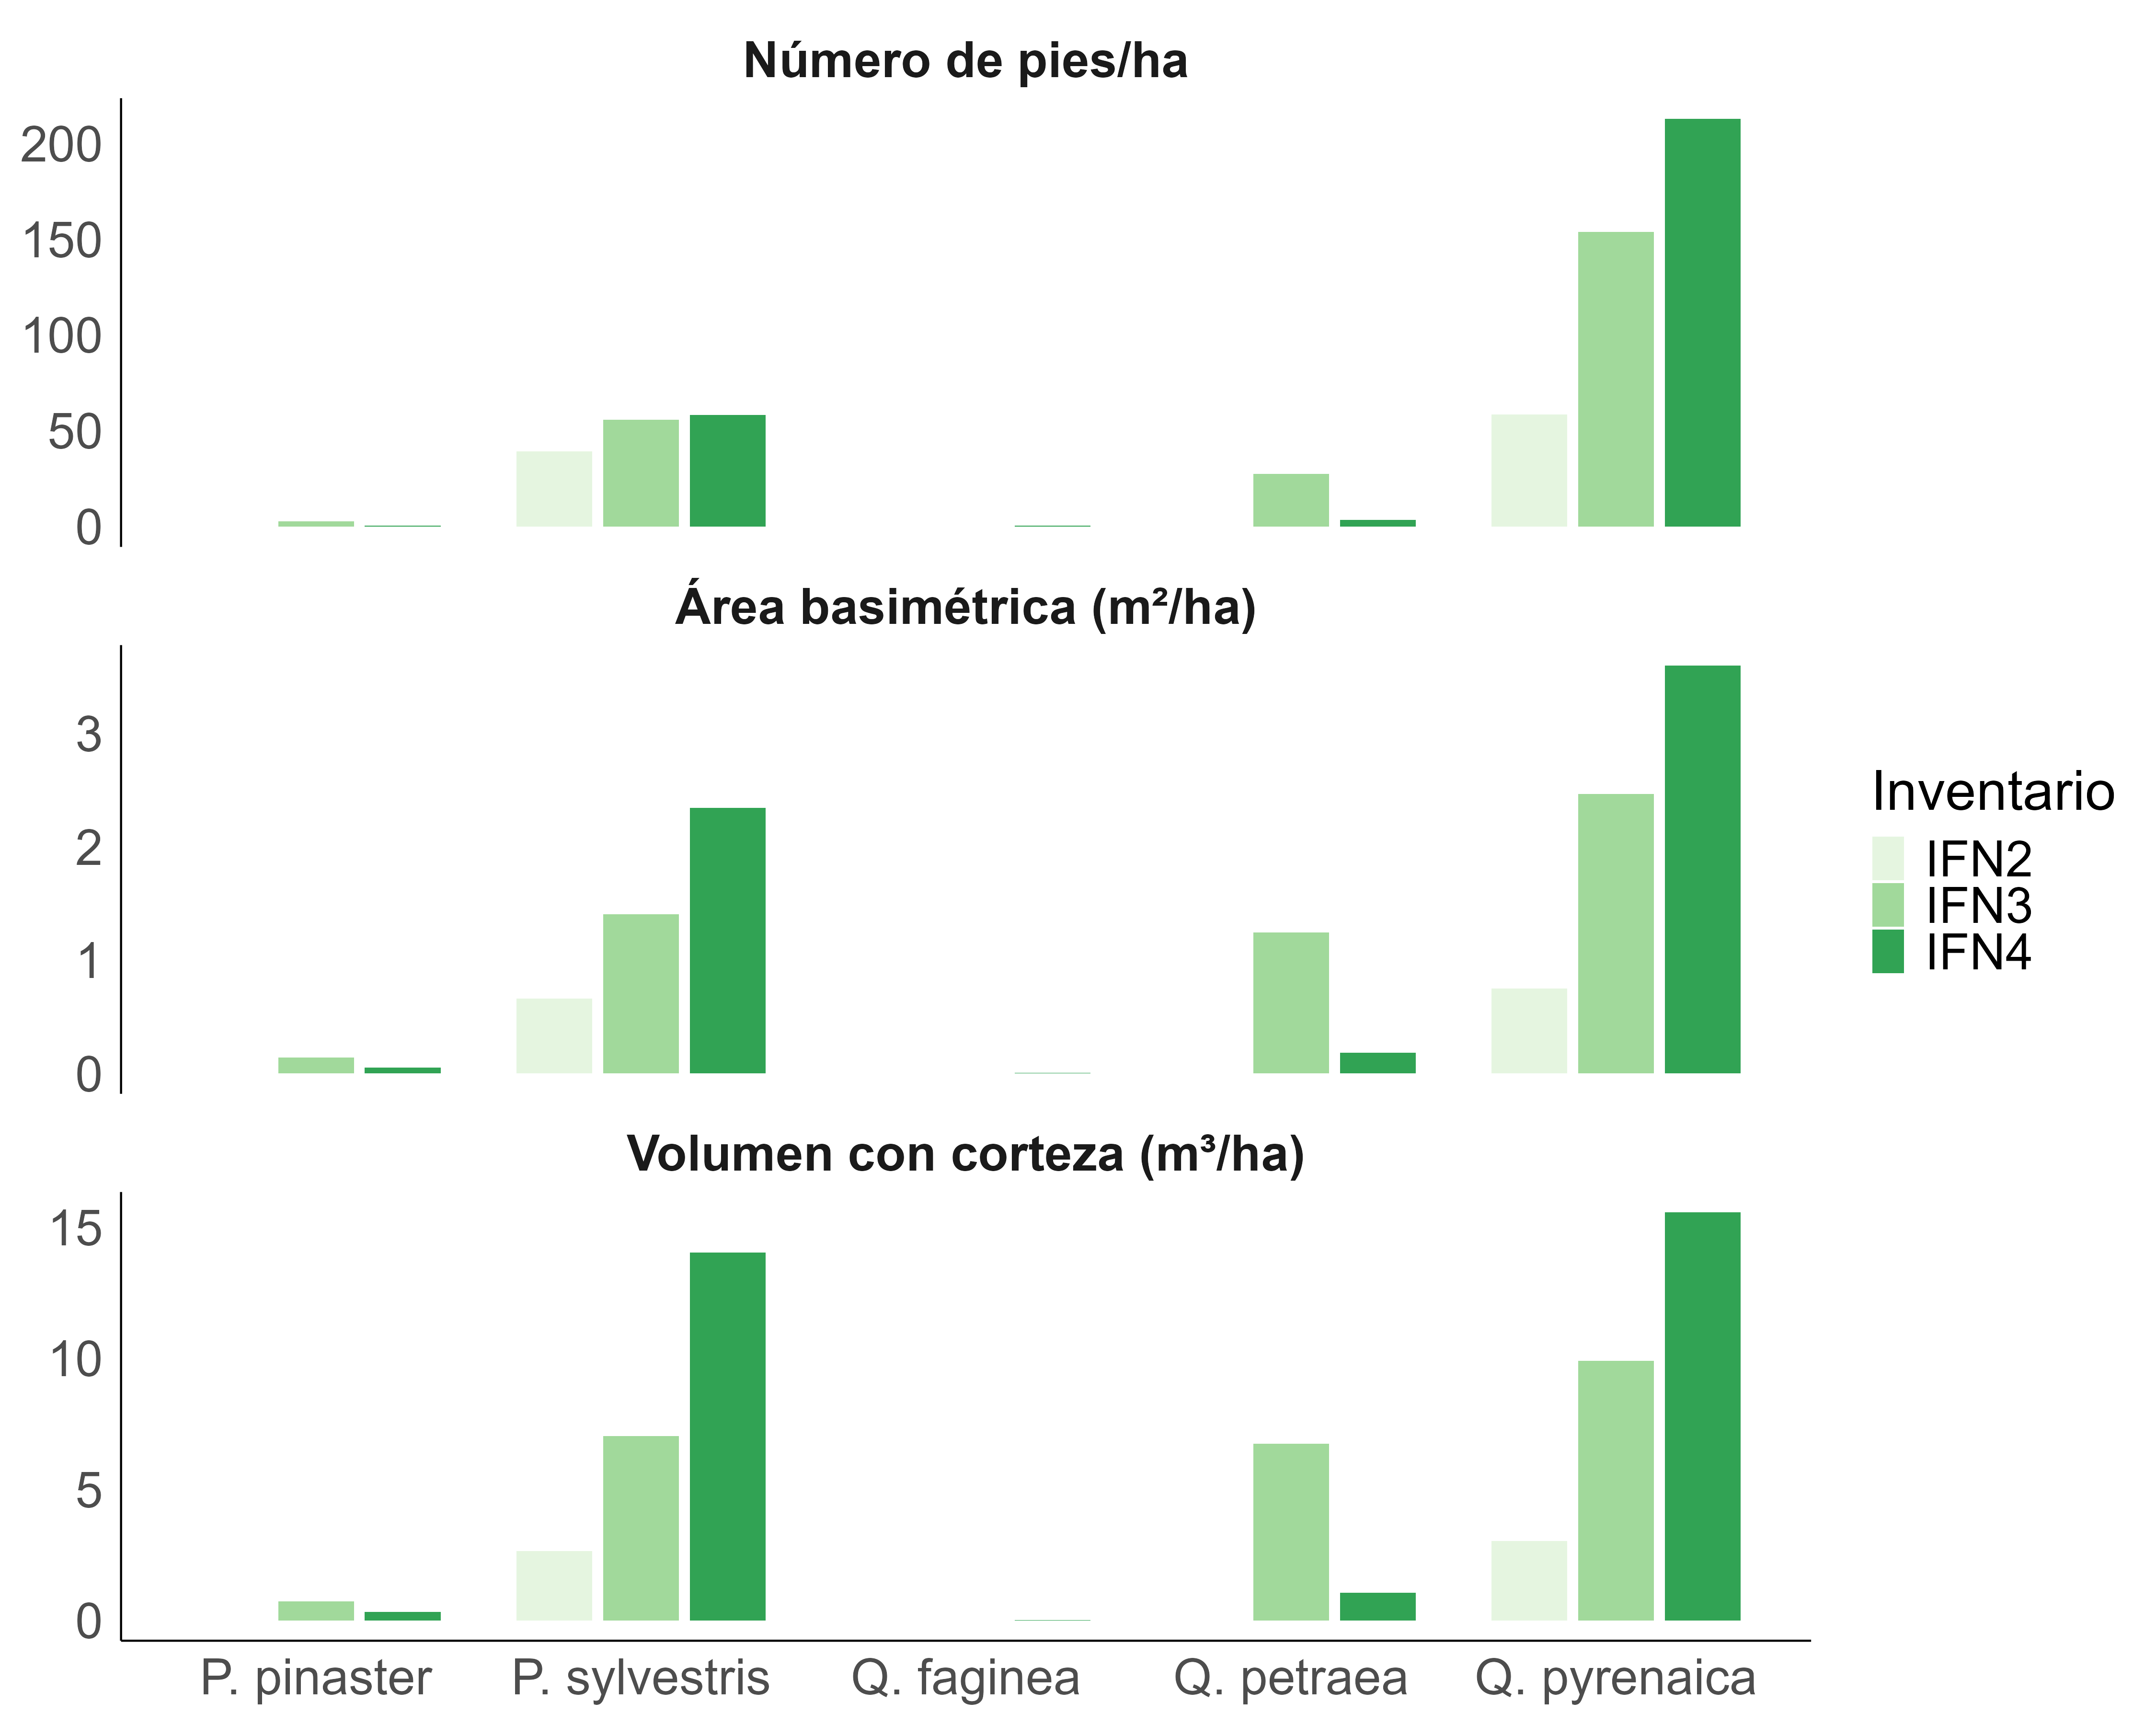 Número de pies/ha
200
150
100
50
0
Área basimétrica (m²/ha)
3
2
1
0
Volumen con corteza (m³/ha)
15
10
5
0
P. pinaster
P. sylvestris
Q. faginea
Q. petraea
Q. pyrenaica
Inventario
IFN2
IFN3
IFN4